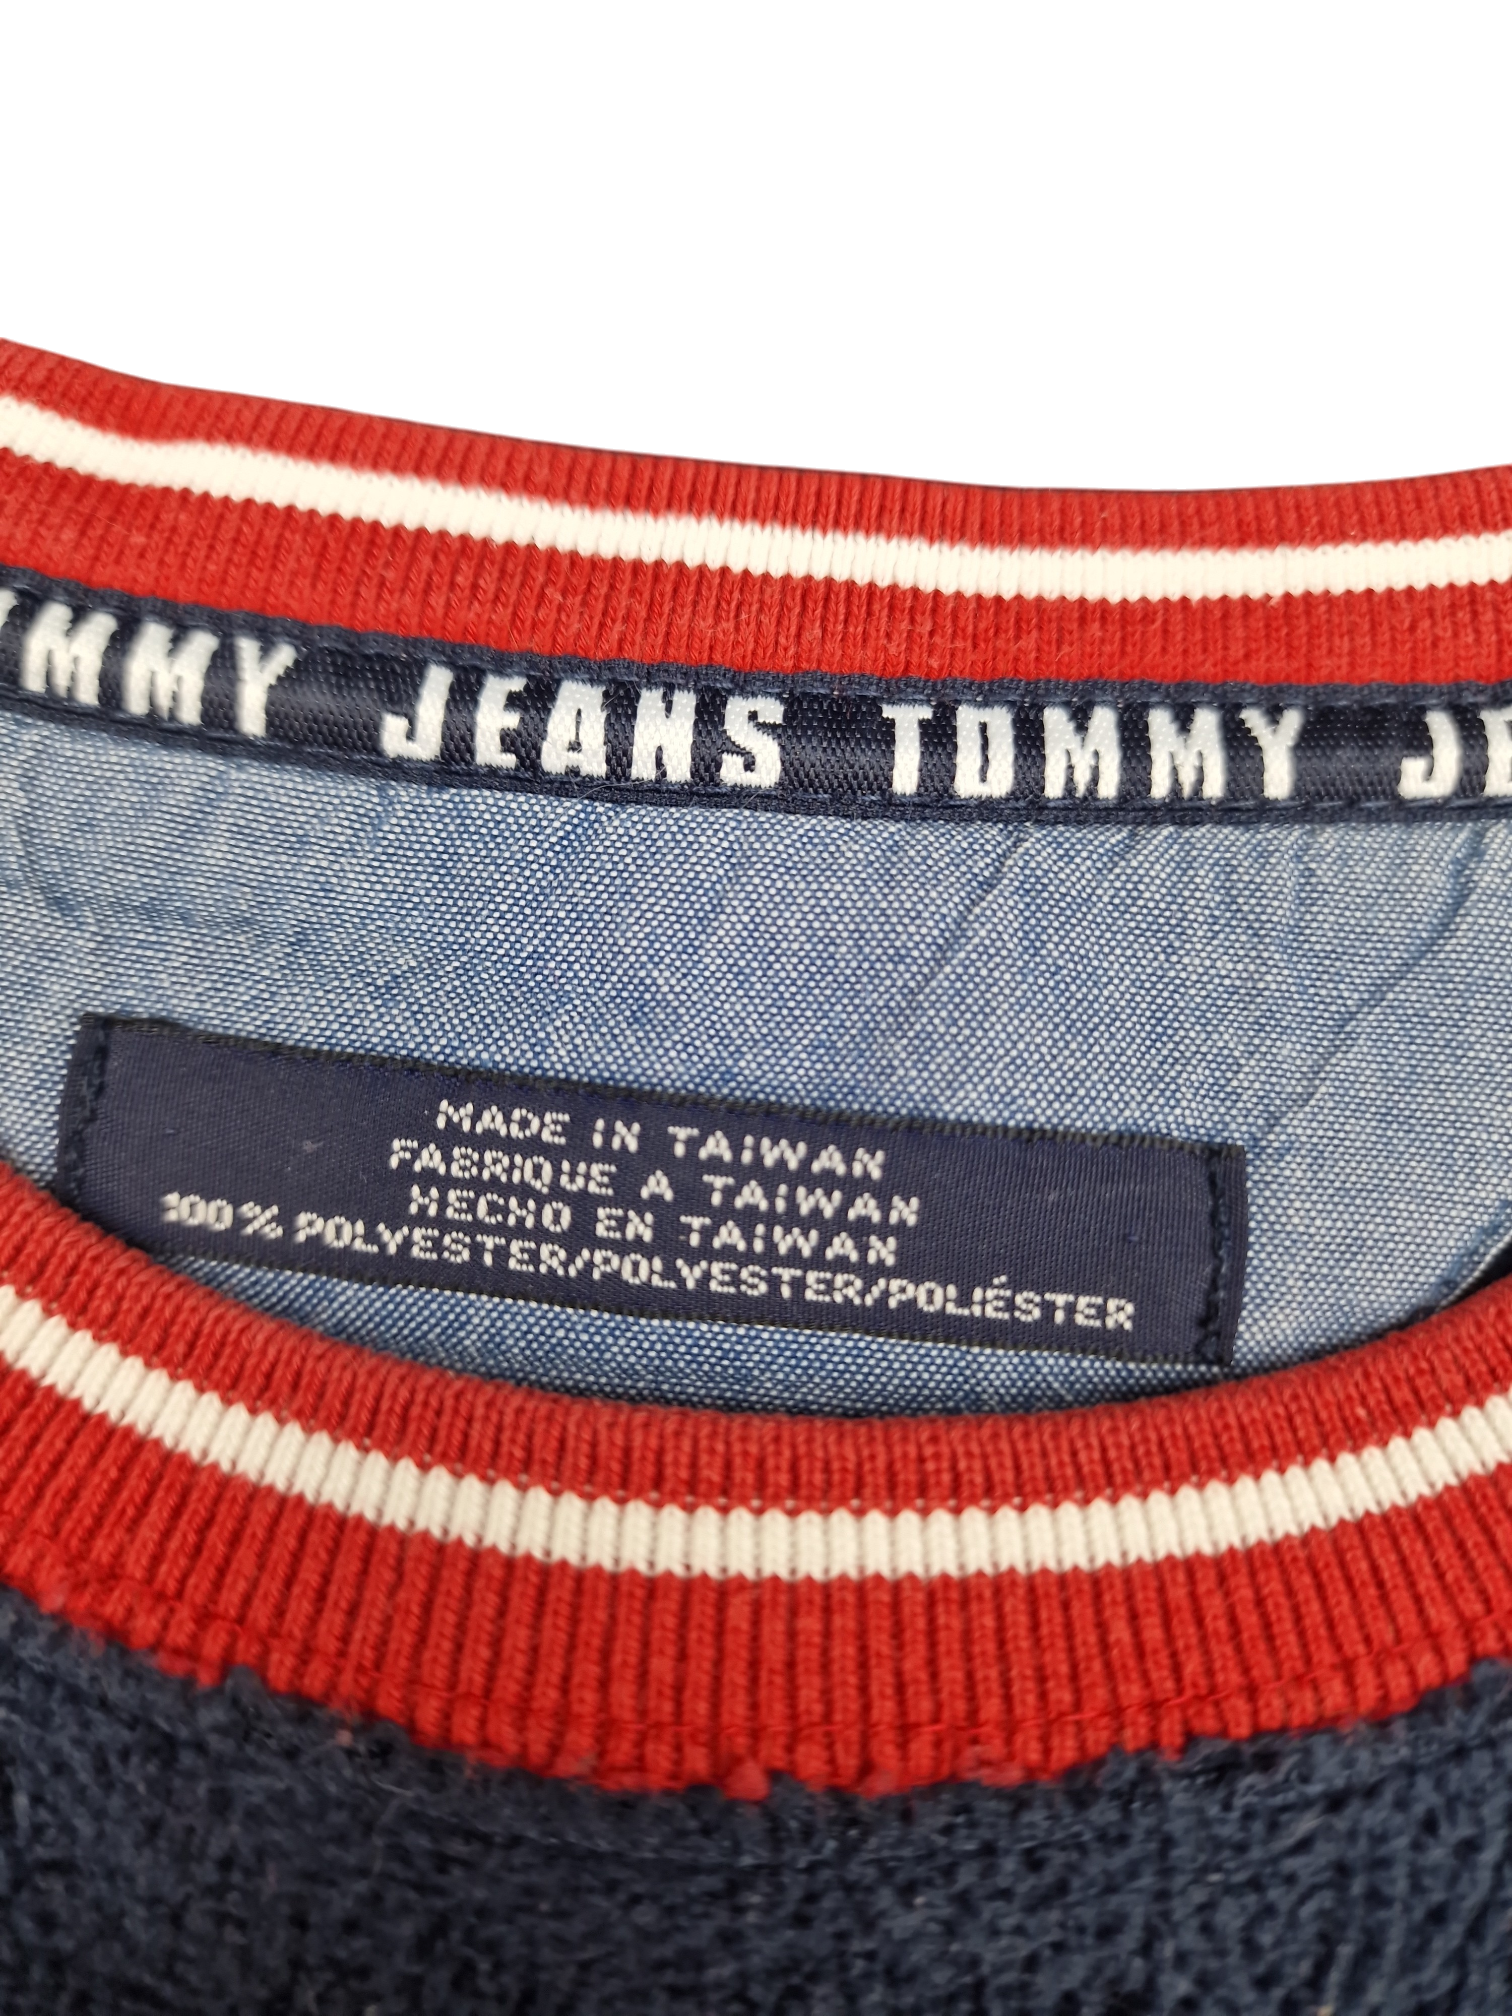 MMY JEANS TOMMY JE
MADE IN TAIWAN
FABRIQUE A TAIWAN
HECHO EN TAIWAN
100% POLYESTER/POLYESTER/POLIÉSTER